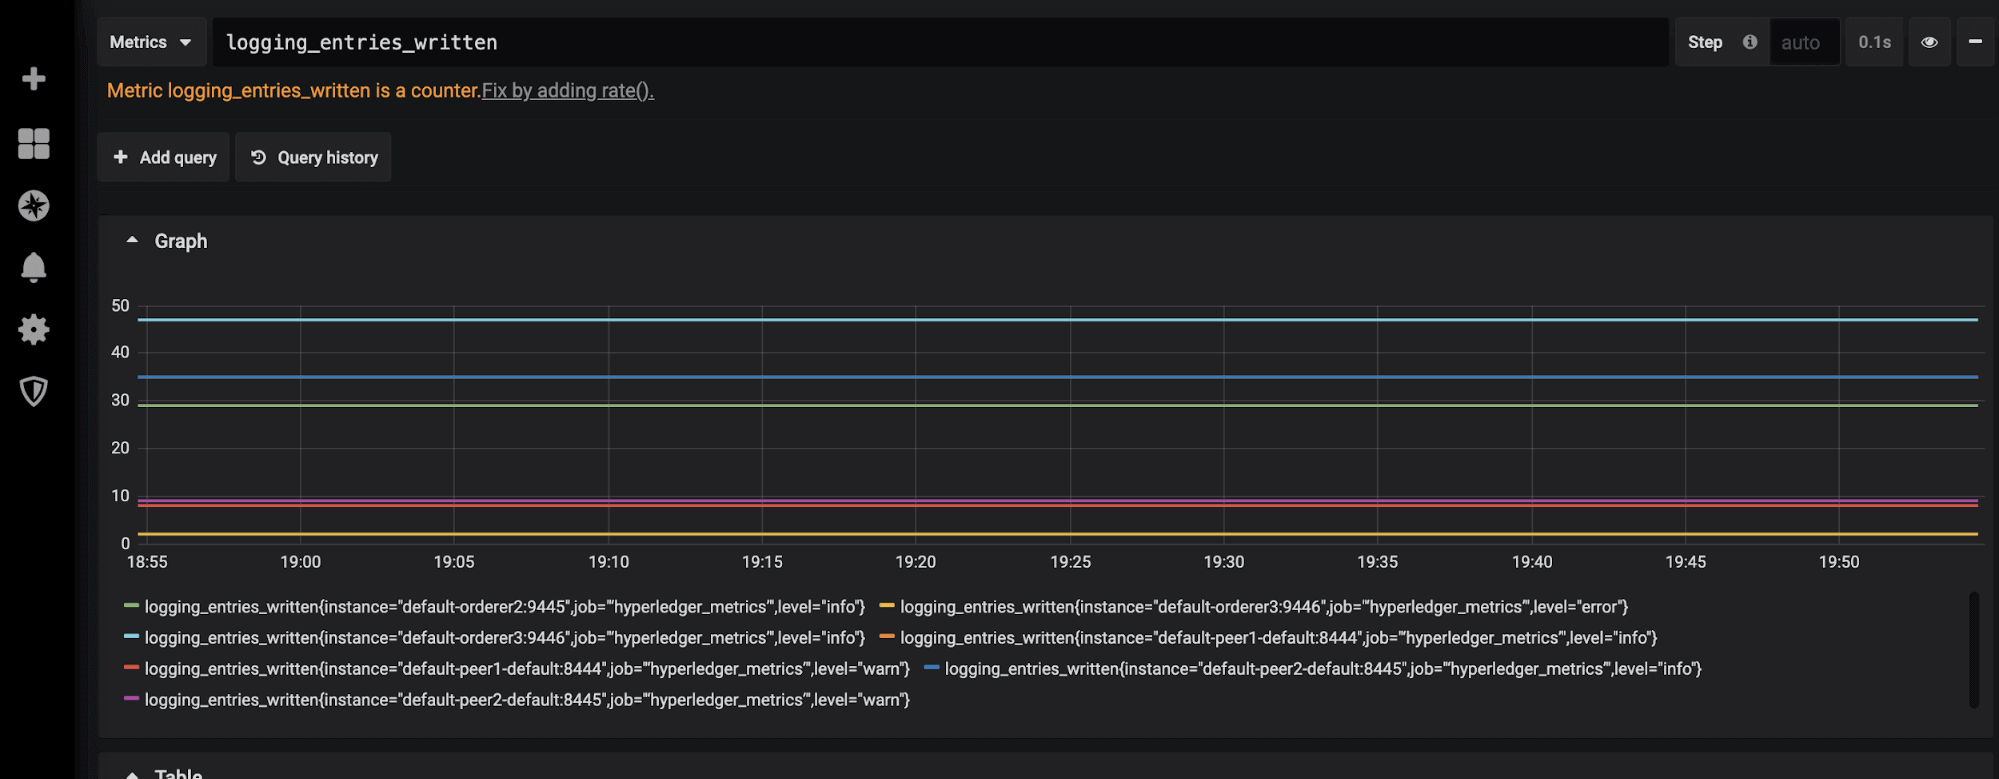 Metrics logging_entries_written Step auto 0.1s
Metric logging_entries_written is a counter.Fix by adding rate().
Add query Query history
Graph
50
40
30
20
10
0
18:55 19:00 19:05 19:10 19:15 19:20 19:25 19:30 19:35 19:40 19:45 19:50
logging_entries_written{instance="default-orderer2:9445",job="'hyperledger_metrics'",level="info"} logging_entries_written{instance="default-orderer3:9446",job="'hyperledger_metrics'",level="error"}
logging_entries_written{instance="default-orderer3:9446",job="'hyperledger_metrics'",level="info"} logging_entries_written{instance="default-peer1-default:8444",job="'hyperledger_metrics'",level="info"}
logging_entries_written{instance="default-peer1-default:8444",job="'hyperledger_metrics'",level="warn"} logging_entries_written{instance="default-peer2-default:8445",job="'hyperledger_metrics'",level="info"}
logging_entries_written{instance="default-peer2-default:8445",job="'hyperledger_metrics'",level="warn"}
Table